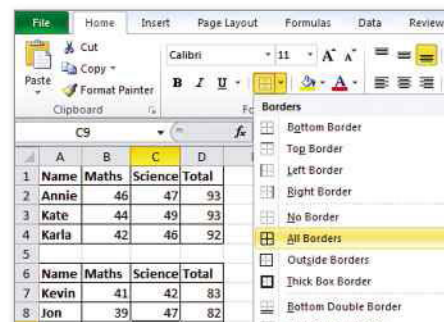 File Home Insert Page Layout Formulas Data Review
Cut
Copy
Format Painter
Paste
Clipboard
Calibri 11 A A
B I U A
Borders
Bottom Border
Top Border
Left Border
Right Border
No Border
All Borders
Outside Borders
Thick Box Border
Bottom Double Border
C9 fx
A B C D
1 Name Maths Science Total
2 Annie 46 47 93
3 Kate 44 49 93
4 Karla 42 46 92
5
6 Name Maths Science Total
7 Kevin 41 42 83
8 Jon 39 47 82